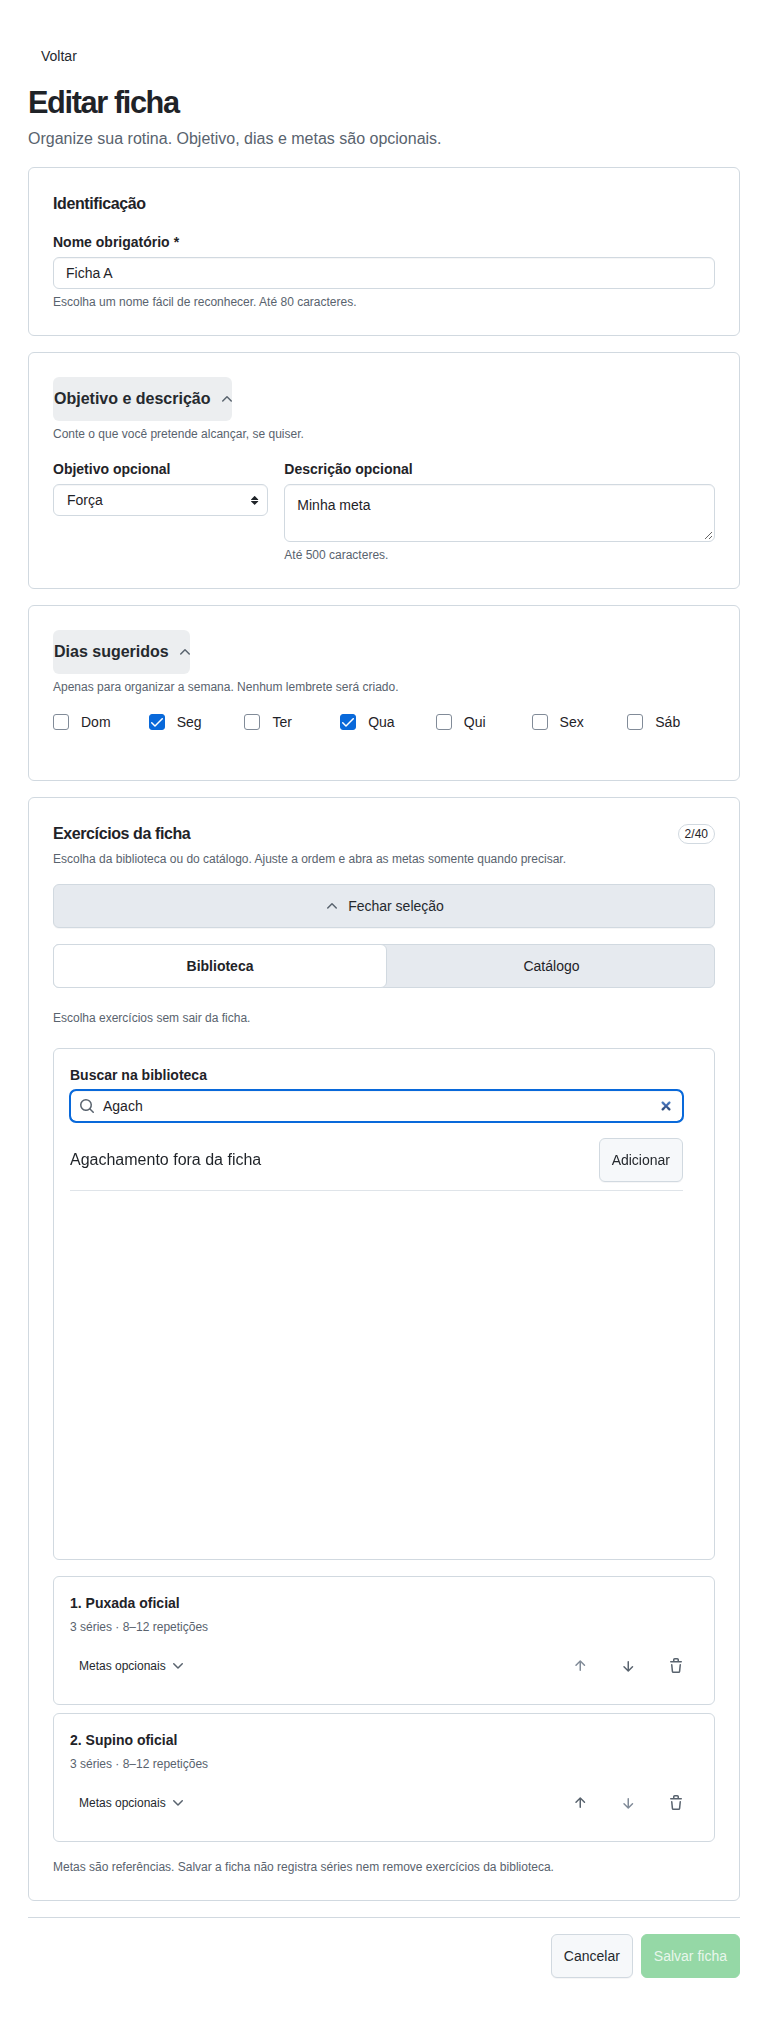 Voltar
Editar ficha
Organize sua rotina. Objetivo, dias e metas são opcionais.
Identificação
Nome obrigatório *
Ficha A
Escolha um nome fácil de reconhecer. Até 80 caracteres.
Objetivo e descrição
Conte o que você pretende alcançar, se quiser.
Objetivo opcional
Descrição opcional
Força
Minha meta
Até 500 caracteres.
Dias sugeridos
Apenas para organizar a semana. Nenhum lembrete será criado.
Dom Seg Ter Qua Qui Sex Sáb
Exercícios da ficha
2/40
Escolha da biblioteca ou do catálogo. Ajuste a ordem e abra as metas somente quando precisar.
Fechar seleção
Biblioteca Catálogo
Escolha exercícios sem sair da ficha.
Buscar na biblioteca
Agach
Agachamento fora da ficha
Adicionar
1. Puxada oficial
3 séries · 8–12 repetições
Metas opcionais
2. Supino oficial
3 séries · 8–12 repetições
Metas opcionais
Metas são referências. Salvar a ficha não registra séries nem remove exercícios da biblioteca.
Cancelar Salvar ficha